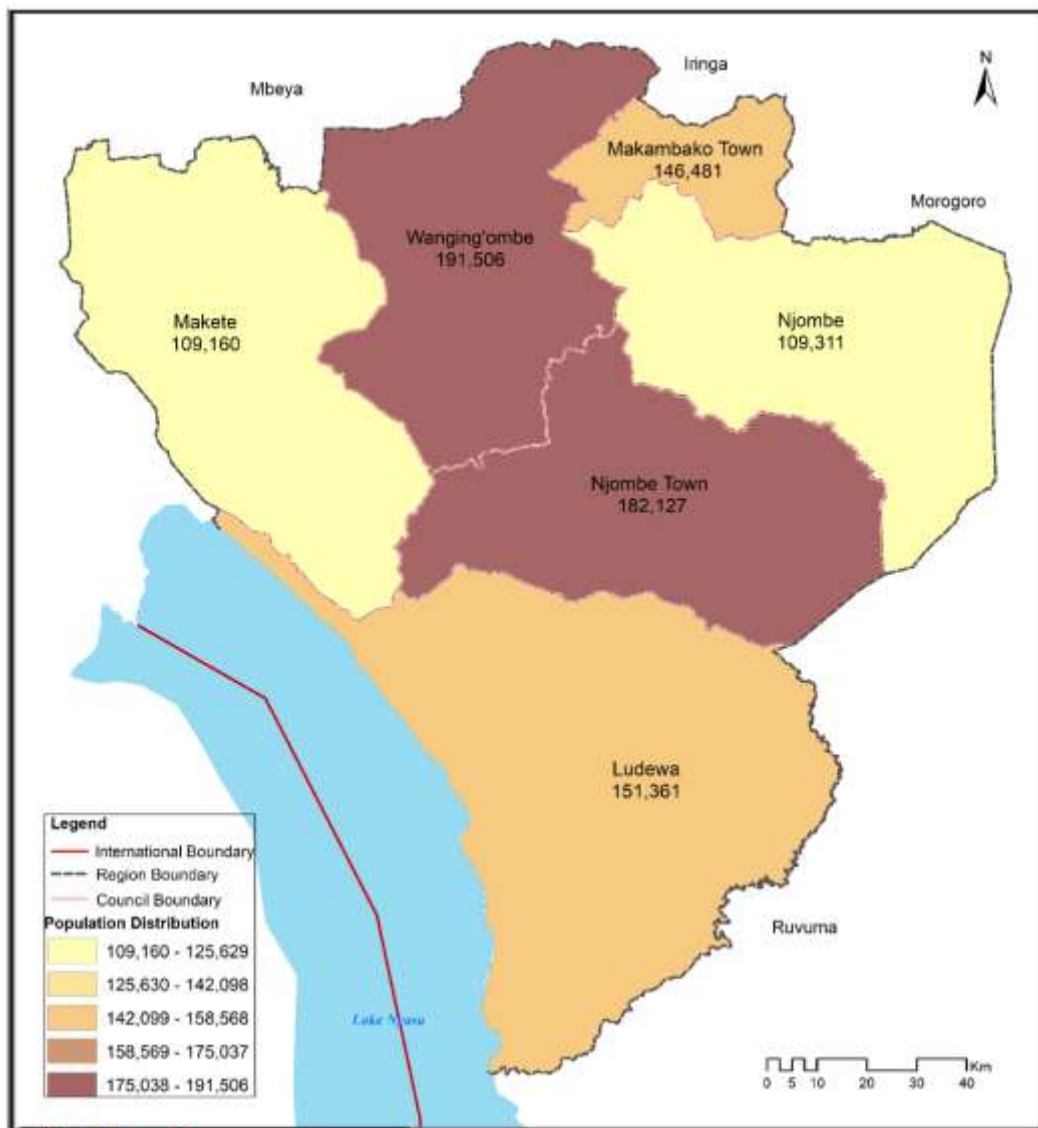 N
Iringa
Mbeya
Makambako Town
146,481
Morogoro
Wanging'ombe
191,506
Makete
109,160
Njombe
109,311
Njombe Town
182,127
Ludewa
151,361
Ruvuma
Lake Nyasa
Legend
International Boundary
Region Boundary
Council Boundary
Population Distribution
109,160 - 125,629
125,630 - 142,098
142,099 - 158,568
158,569 - 175,037
175,038 - 191,506
Km
0 5 10 20 30 40